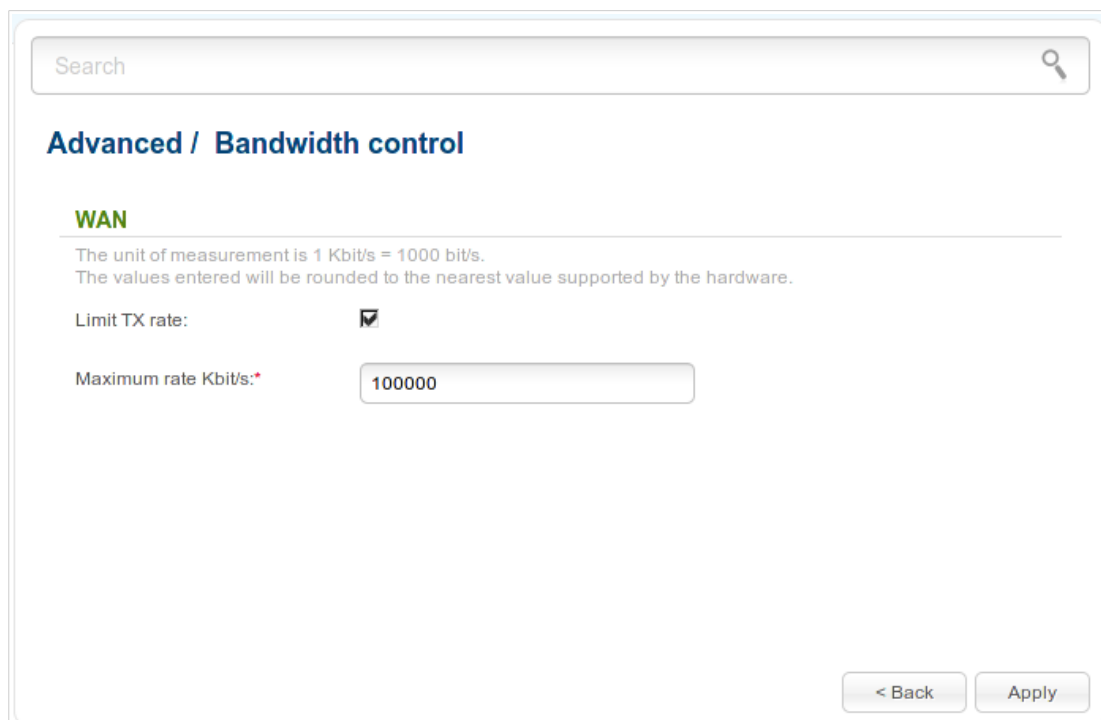 Search
Advanced / Bandwidth control
WAN
The unit of measurement is 1 Kbit/s = 1000 bit/s.
The values entered will be rounded to the nearest value supported by the hardware.
Limit TX rate:
Maximum rate Kbit/s:* 100000
< Back Apply